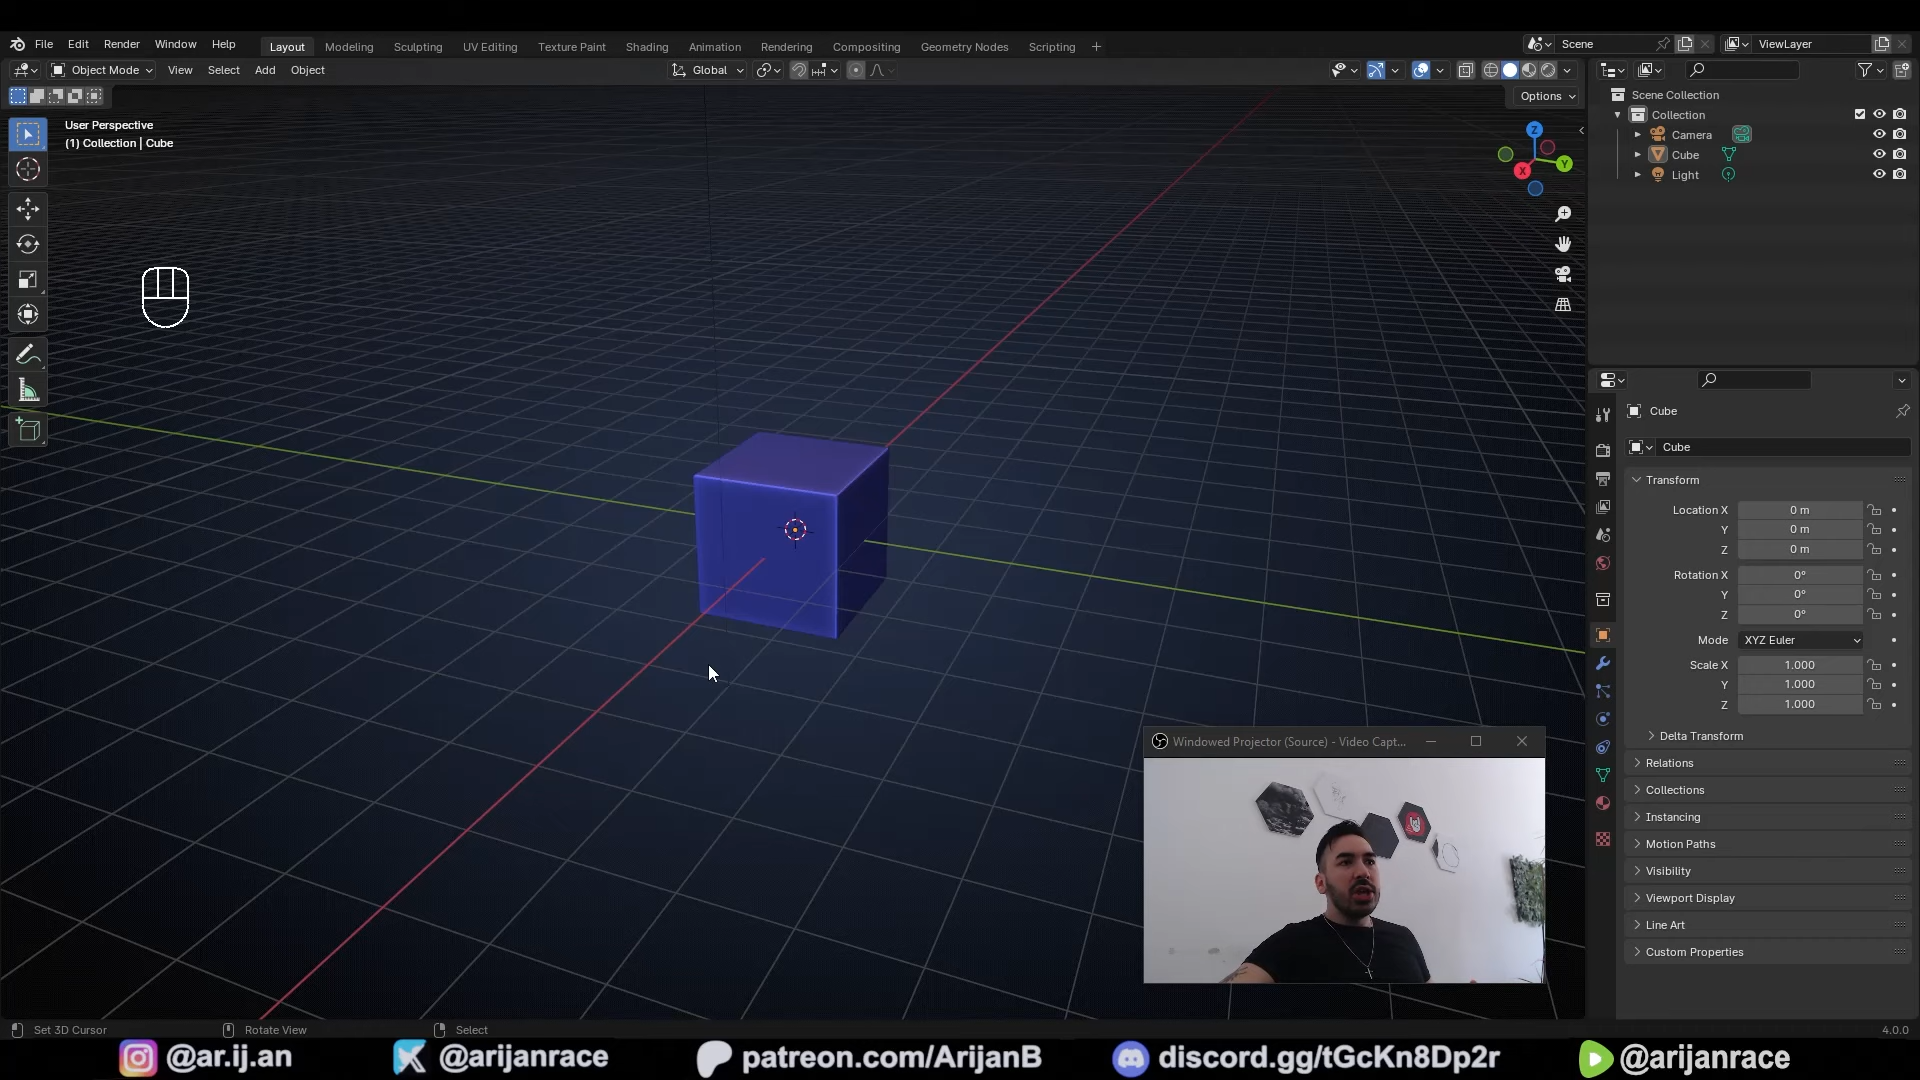 File Edit Render Window Help Layout Modeling Sculpting UV Editing Texture Paint Shading Animation Rendering Compositing Geometry Nodes Scripting + Scene ViewLayer
Object Mode View Select Add Object Global
Options
User Perspective
(1) Collection | Cube
Z
Y
X
Scene Collection
Collection
Camera
Cube
Light
Cube
Cube
Transform
Location X 0 m
Y 0 m
Z 0 m
Rotation X 0°
Y 0°
Z 0°
Mode XYZ Euler
Scale X 1.000
Y 1.000
Z 1.000
Delta Transform
Relations
Collections
Instancing
Motion Paths
Visibility
Viewport Display
Line Art
Custom Properties
Windowed Projector (Source) - Video Capt...
Set 3D Cursor Rotate View Select 4.0.0
@ar.ij.an @arijanrace patreon.com/ArijanB discord.gg/tGcKn8Dp2r @arijanrace